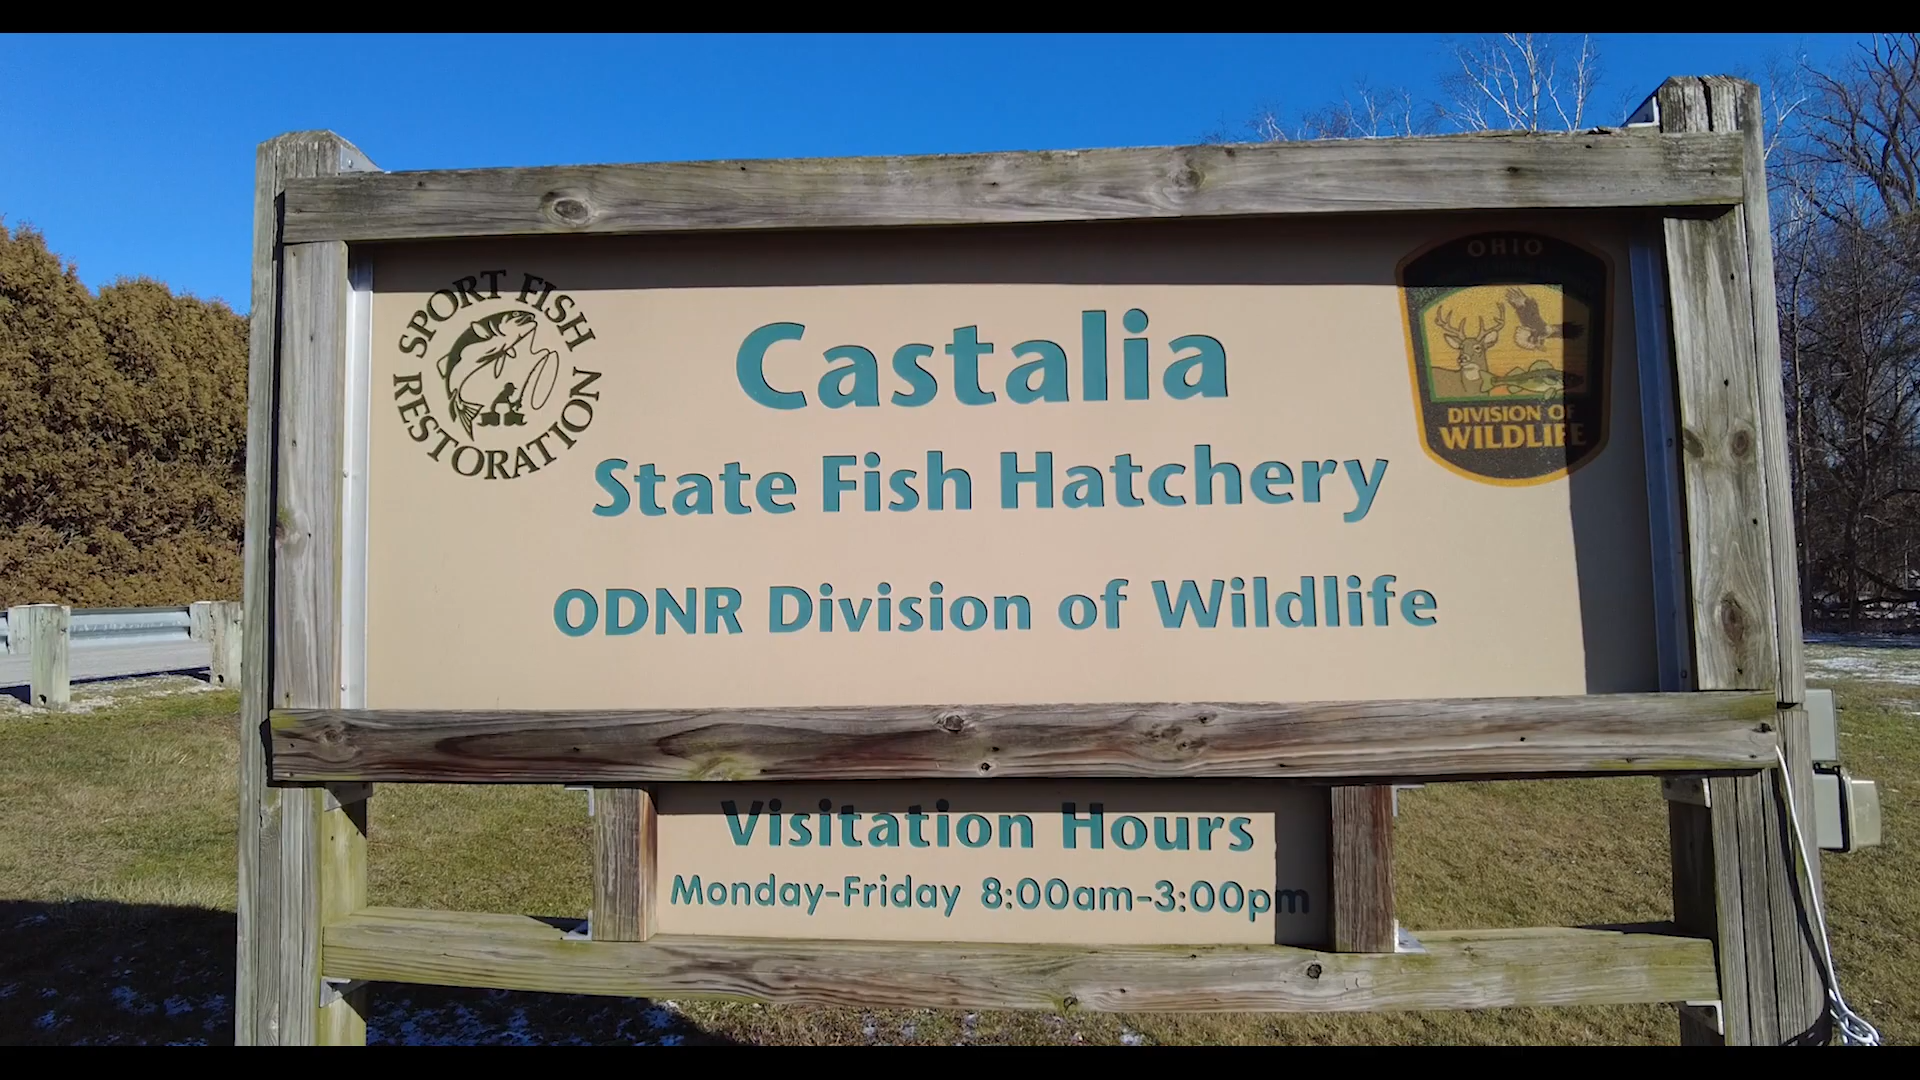 SPORT FISH
RESTORATION
OHIO
DIVISION OF
WILDLIFE
Castalia
State Fish Hatchery
ODNR Division of Wildlife
Visitation Hours
Monday-Friday 8:00am-3:00pm